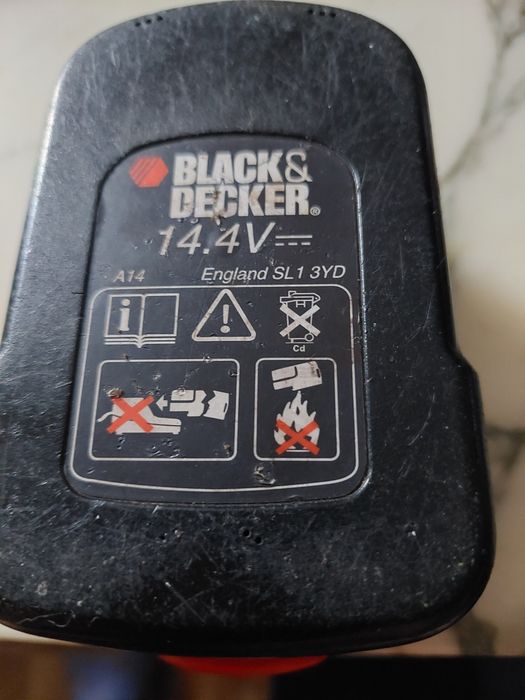 BLACK&
DECKER®
14.4V
A14 England SL1 3YD
i
Cd